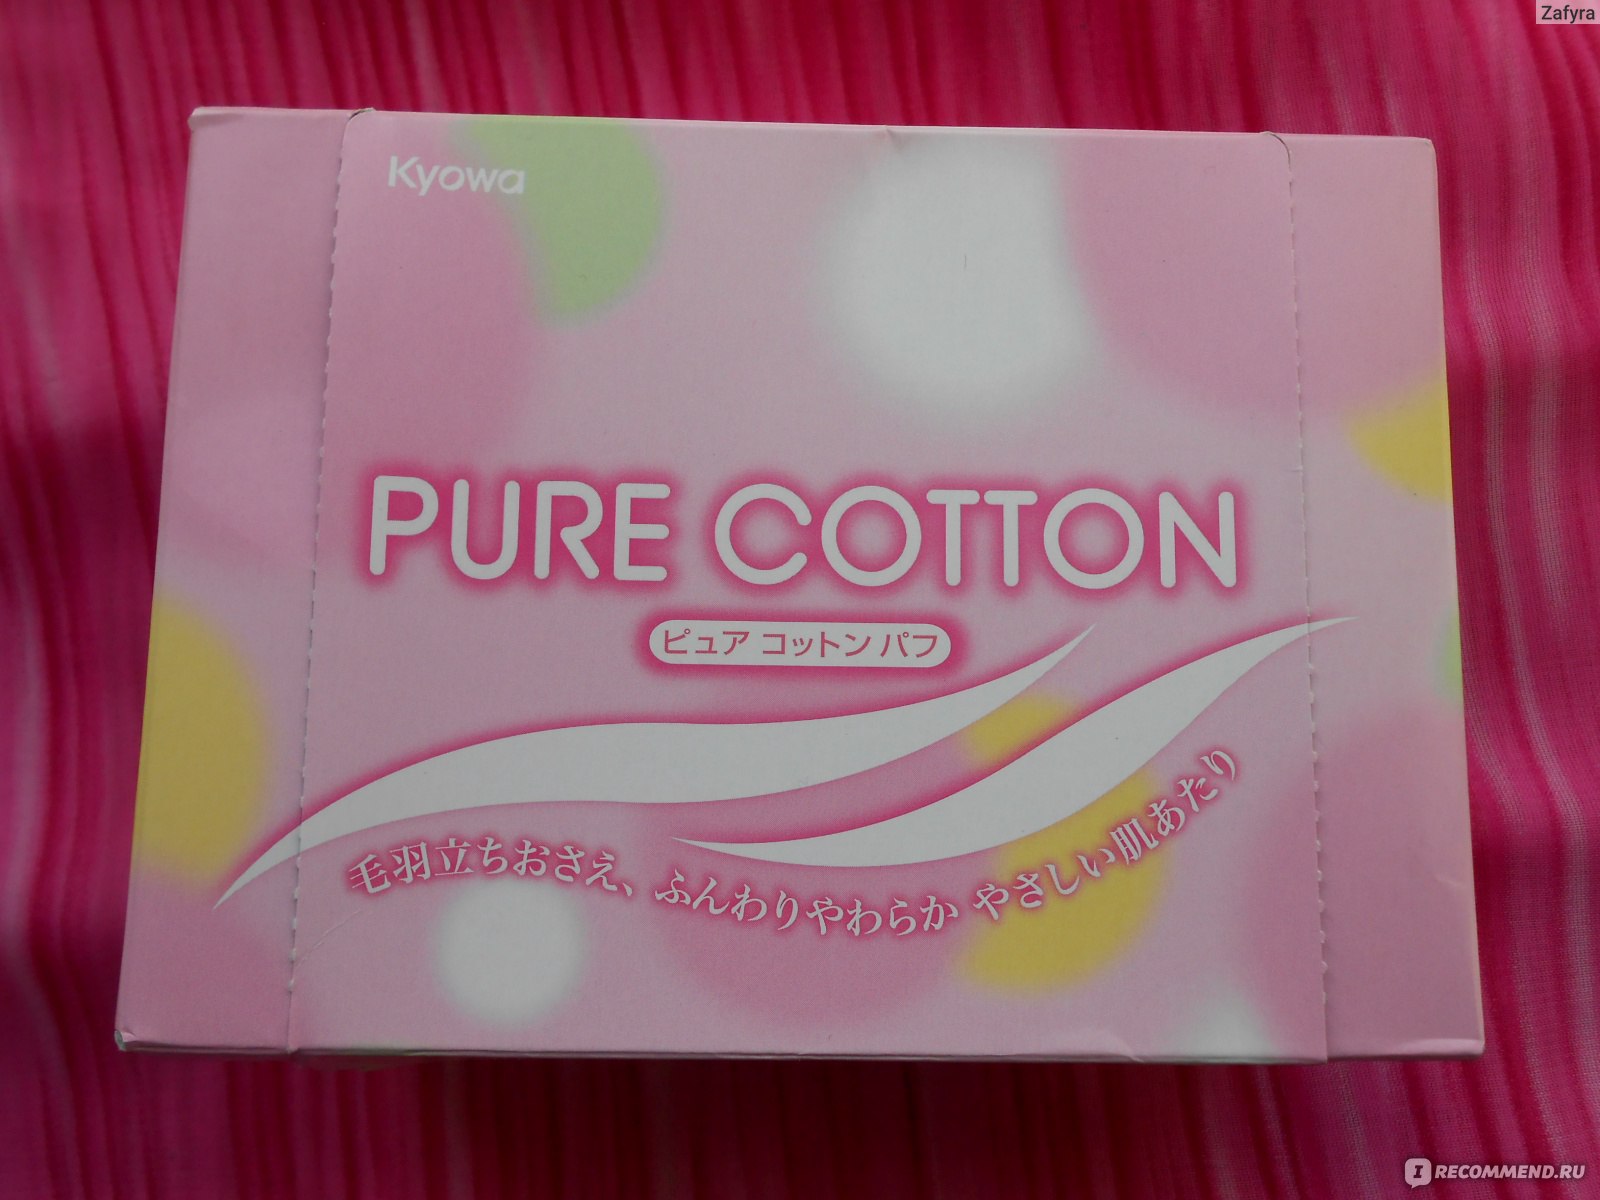 Zafyra
Kyowa
PURE COTTON
ピュア コットン パフ
毛羽立ちおさえ、ふんわりやわらか やさしい肌あたり
IRECOMMEND.RU